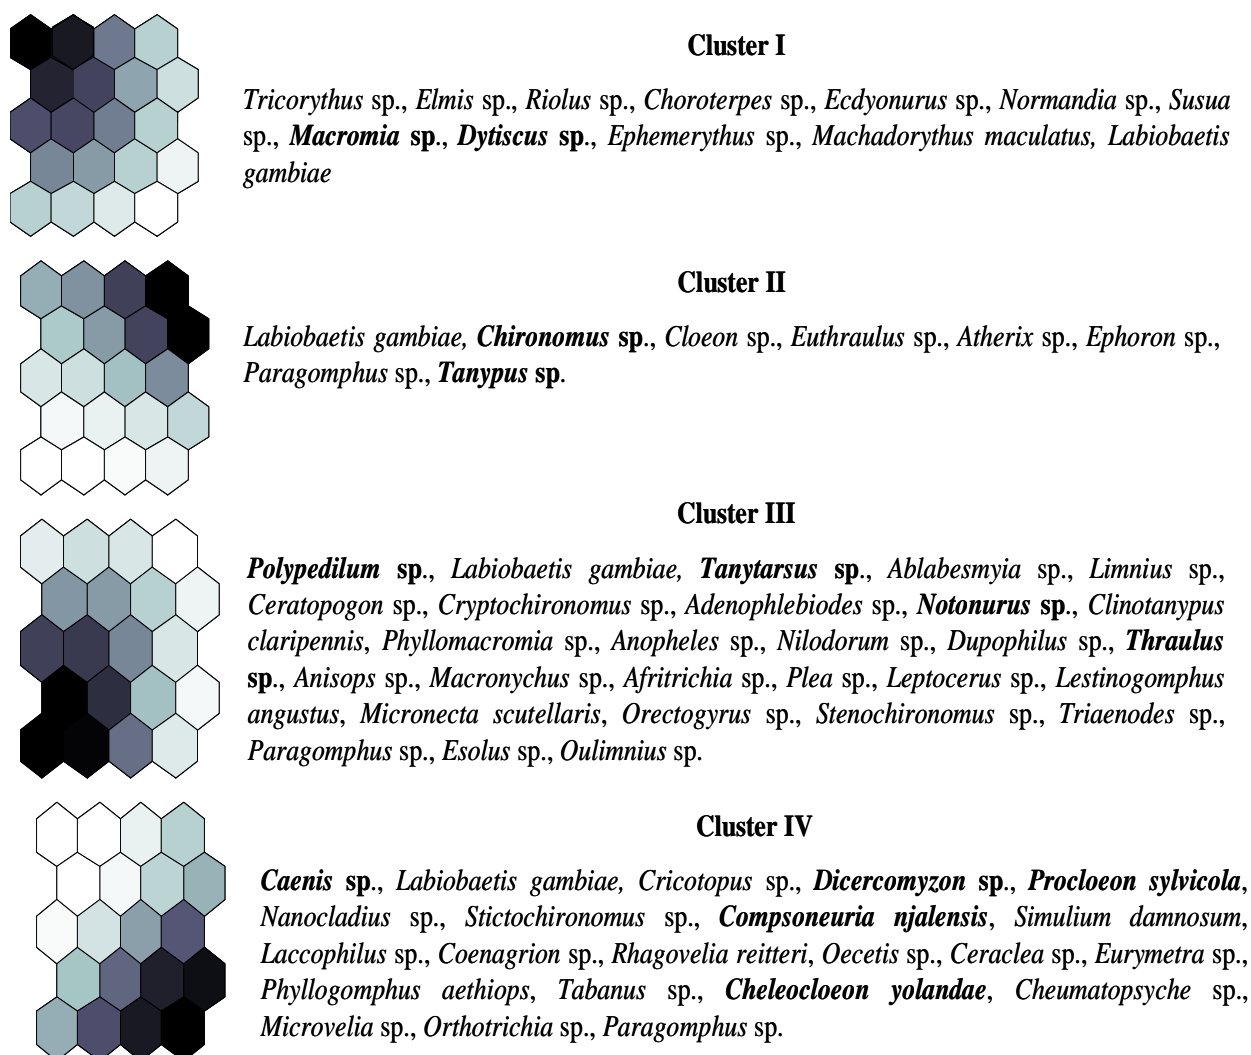 Cluster I
Tricorythus sp., Elmis sp., Riolus sp., Choroterpes sp., Ecdyonurus sp., Normandia sp., Susua
sp., Macromia sp., Dytiscus sp., Ephemerythus sp., Machadorythus maculatus, Labiobaetis
gambiae
Cluster II
Labiobaetis gambiae, Chironomus sp., Cloeon sp., Euthraulus sp., Atherix sp., Ephoron sp.,
Paragomphus sp., Tanypus sp.
Cluster III
Polypedilum sp., Labiobaetis gambiae, Tanytarsus sp., Ablabesmyia sp., Limnius sp.,
Ceratopogon sp., Cryptochironomus sp., Adenophlebiodes sp., Notonurus sp., Clinotanypus
claripennis, Phyllomacromia sp., Anopheles sp., Nilodorum sp., Dupophilus sp., Thraulus
sp., Anisops sp., Macronychus sp., Afritrichia sp., Plea sp., Leptocerus sp., Lestinogomphus
angustus, Micronecta scutellaris, Orectogyrus sp., Stenochironomus sp., Triaenodes sp.,
Paragomphus sp., Esolus sp., Oulimnius sp.
Cluster IV
Caenis sp., Labiobaetis gambiae, Cricotopus sp., Dicercomyzon sp., Procloeon sylvicola,
Nanocladius sp., Stictochironomus sp., Compsoneuria njalensis, Simulium damnosum,
Laccophilus sp., Coenagrion sp., Rhagovelia reitteri, Oecetis sp., Ceraclea sp., Eurymetra sp.,
Phyllogomphus aethiops, Tabanus sp., Cheleocloeon yolandae, Cheumatopsyche sp.,
Microvelia sp., Orthotrichia sp., Paragomphus sp.